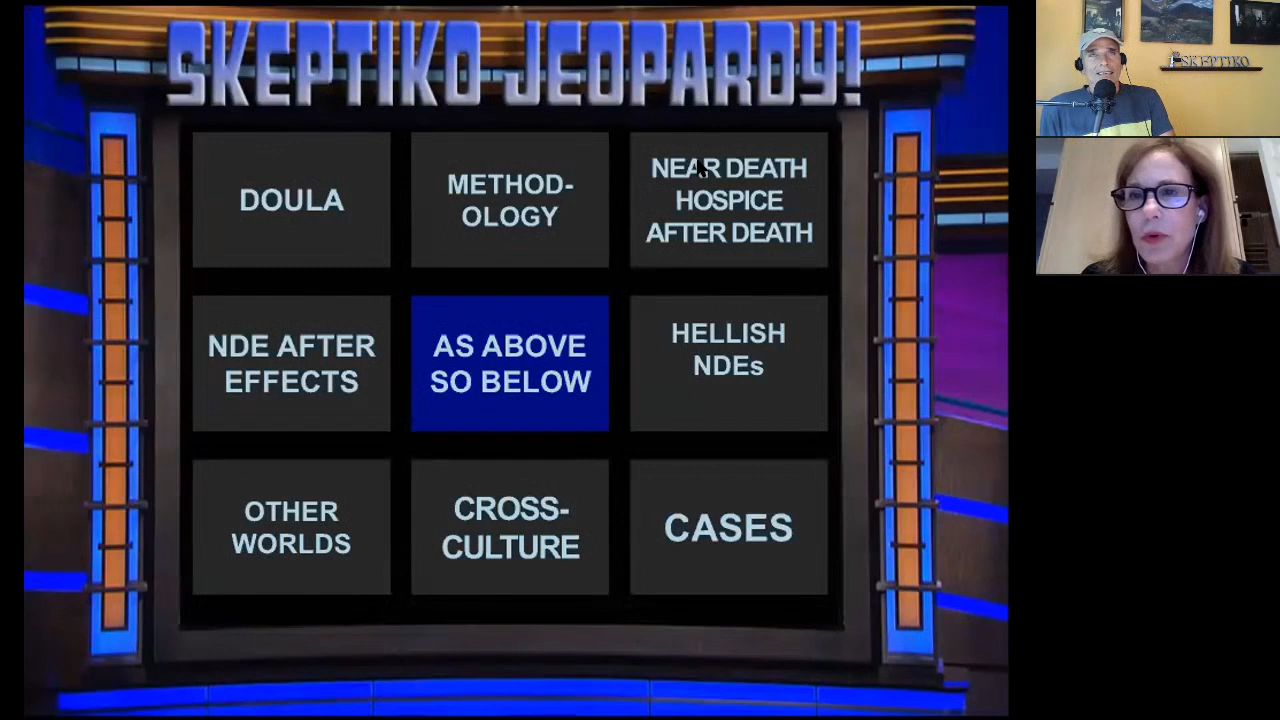 SKEPTIKO JEOPARDY!
SKEPTIKO
DOULA
METHOD-
OLOGY
NEAR DEATH
HOSPICE
AFTER DEATH
NDE AFTER
EFFECTS
AS ABOVE
SO BELOW
HELLISH
NDEs
OTHER
WORLDS
CROSS-
CULTURE
CASES